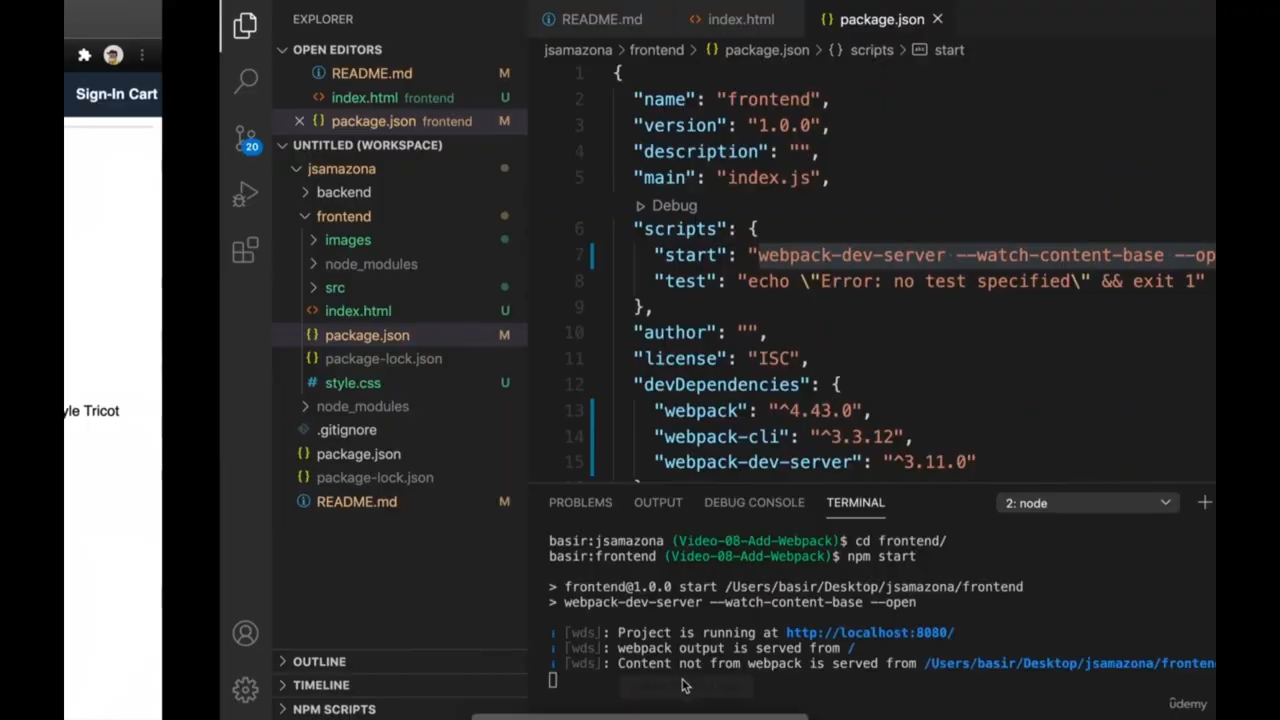 Sign-In Cart
yle Tricot
EXPLORER
OPEN EDITORS
README.md M
index.html frontend U
package.json frontend M
UNTITLED (WORKSPACE)
jsamazona
backend
frontend
images
node_modules
src
index.html
package.json M
package-lock.json
style.css U
node_modules
.gitignore
package.json
package-lock.json
README.md M
OUTLINE
TIMELINE
NPM SCRIPTS
20
README.md
index.html
package.json
jsamazona > frontend > {} package.json > {} scripts > start
1 {
2 "name": "frontend",
3 "version": "1.0.0",
4 "description": "",
5 "main": "index.js",
Debug
6 "scripts": {
7 "start": "webpack-dev-server --watch-content-base --op
8 "test": "echo \"Error: no test specified\" && exit 1"
9 },
10 "author": "",
11 "license": "ISC",
12 "devDependencies": {
13 "webpack": "^4.43.0",
14 "webpack-cli": "^3.3.12",
15 "webpack-dev-server": "^3.11.0"
PROBLEMS OUTPUT DEBUG CONSOLE TERMINAL 2: node
basir:jsamazona (Video-08-Add-Webpack)$ cd frontend/
basir:frontend (Video-08-Add-Webpack)$ npm start
> frontend@1.0.0 start /Users/basir/Desktop/jsamazona/frontend
> webpack-dev-server --watch-content-base --open
i ｢wds｣: Project is running at http://localhost:8080/
i ｢wds｣: webpack output is served from /
i ｢wds｣: Content not from webpack is served from /Users/basir/Desktop/jsamazona/fronten
ûdemy